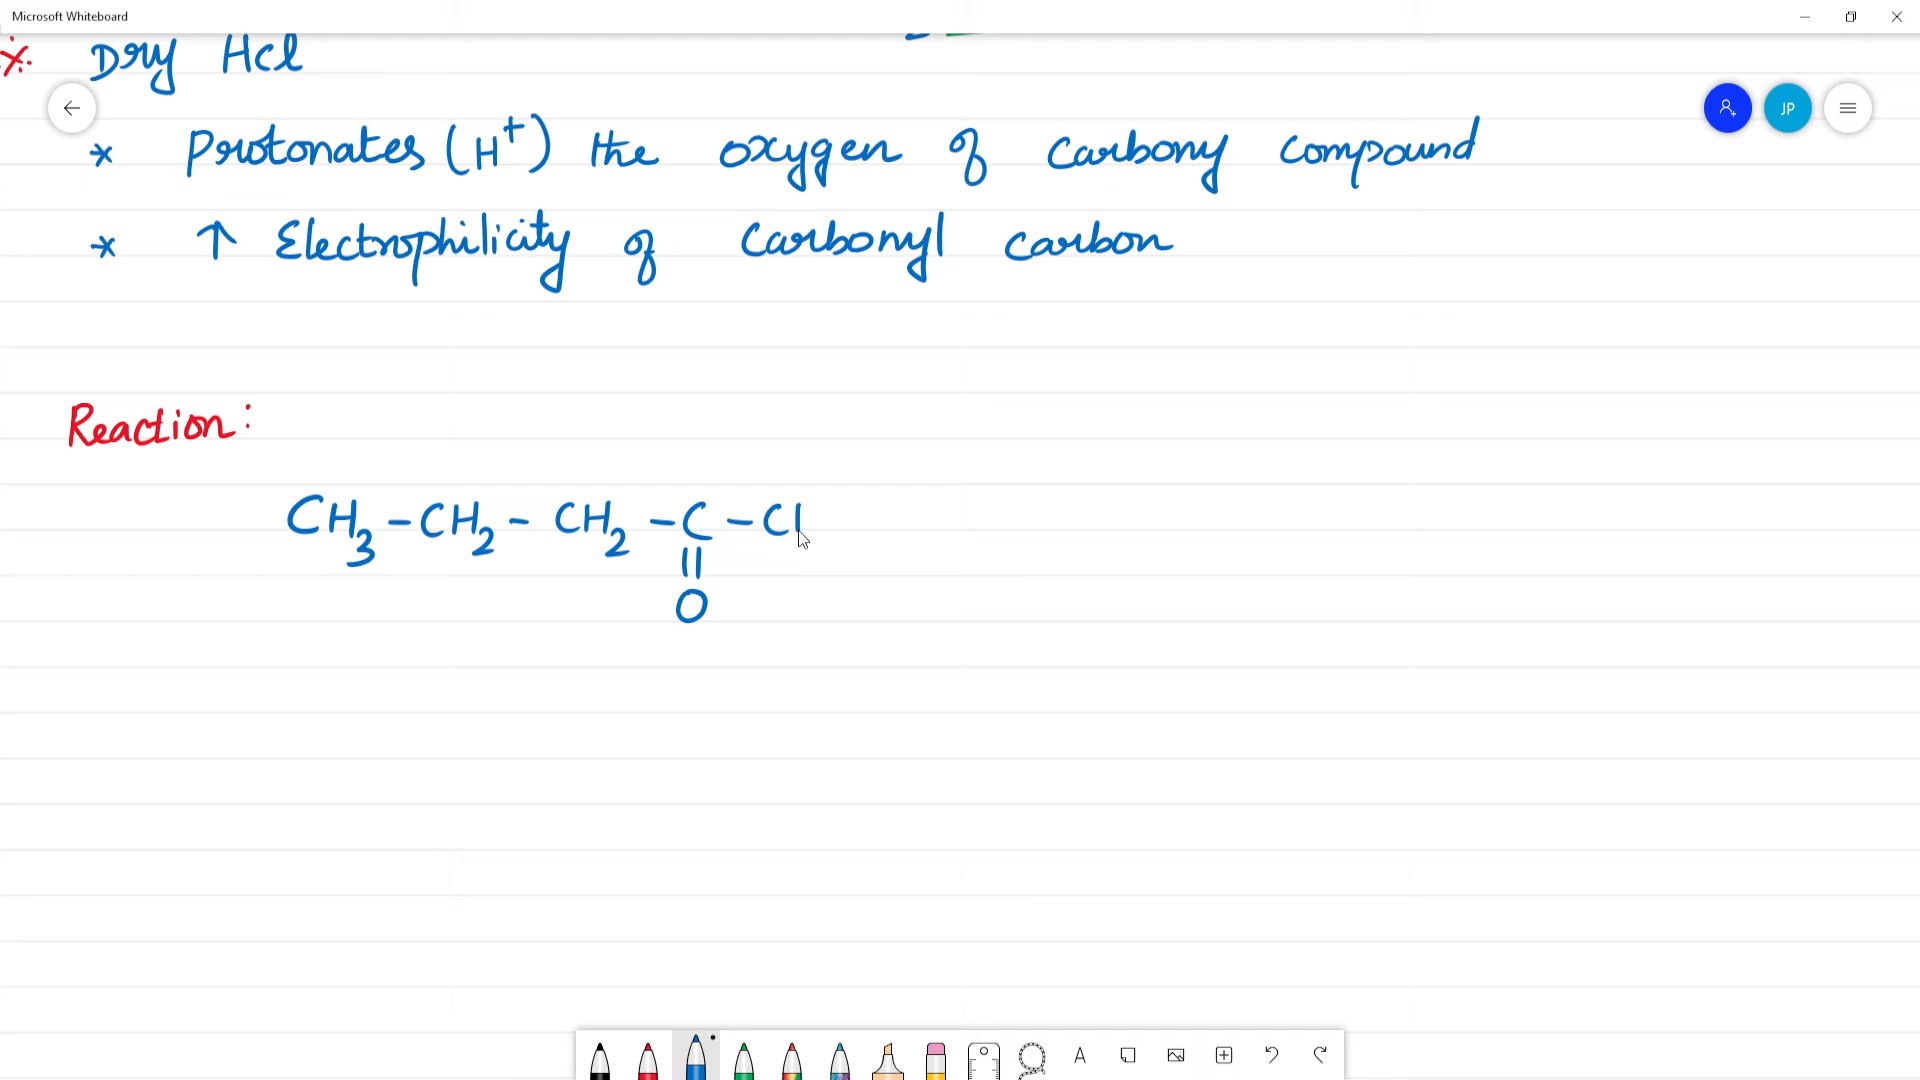 Microsoft Whiteboard
Dry Hcl
JP
* Protonates (H⁺) the oxygen of Carbony compound
* ↑ Electrophilicity of Carbonyl carbon
Reaction:
CH₃ – CH₂ – CH₂ – C – Cl
||
O
A